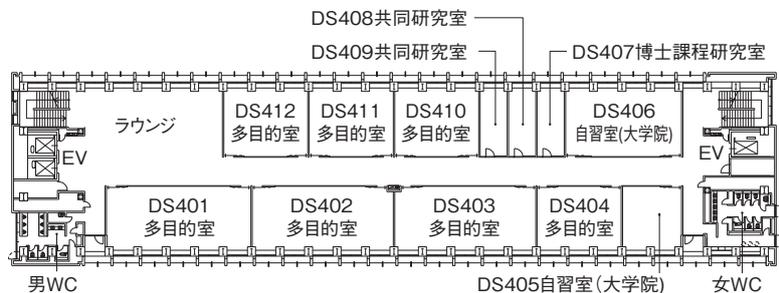 DS408共同研究室
DS409共同研究室
DS407博士課程研究室
ラウンジ
DS412
多目的室
DS411
多目的室
DS410
多目的室
DS406
自習室(大学院)
EV
EV
DS401
多目的室
DS402
多目的室
DS403
多目的室
DS404
多目的室
男WC
DS405自習室(大学院)
女WC